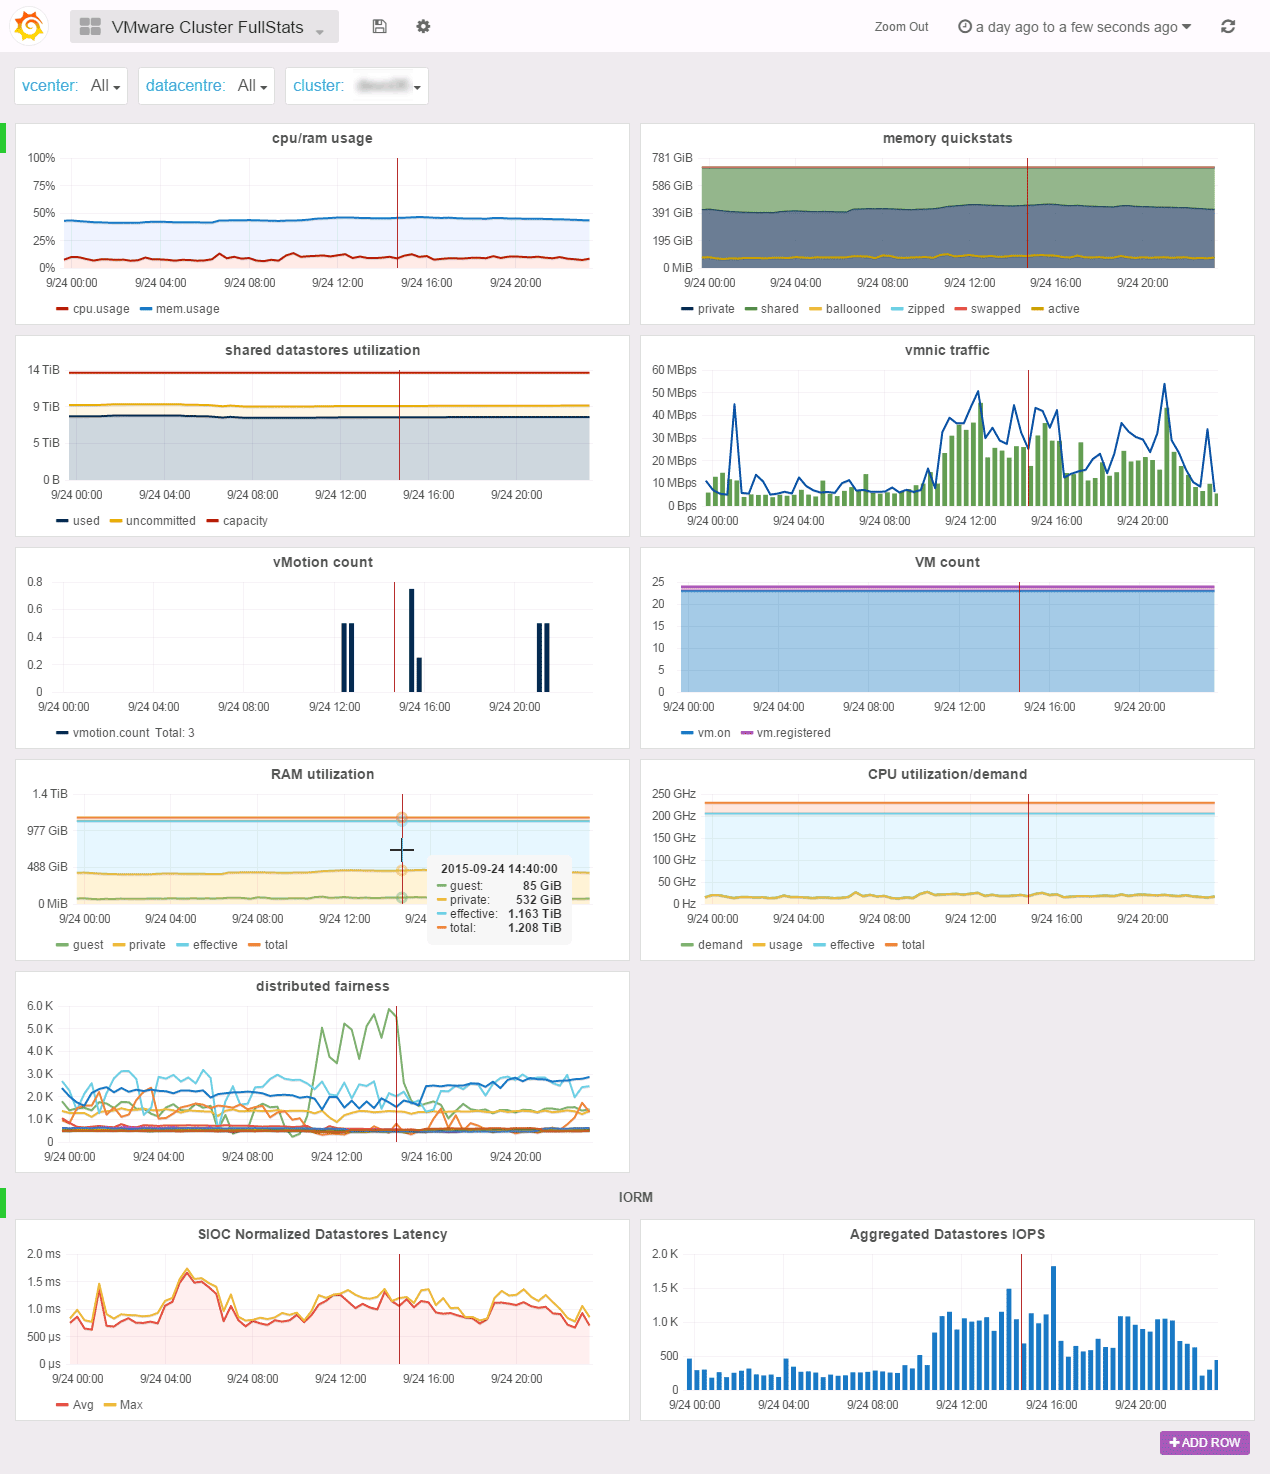 VMware Cluster FullStats
Zoom Out
a day ago to a few seconds ago
vcenter: All
datacentre: All
cluster:
cpu/ram usage
100%
75%
50%
25%
0%
9/24 00:00 9/24 04:00 9/24 08:00 9/24 12:00 9/24 16:00 9/24 20:00
cpu.usage mem.usage
memory quickstats
781 GiB
586 GiB
391 GiB
195 GiB
0 MiB
9/24 00:00 9/24 04:00 9/24 08:00 9/24 12:00 9/24 16:00 9/24 20:00
private shared ballooned zipped swapped active
shared datastores utilization
14 TiB
9 TiB
5 TiB
0 B
9/24 00:00 9/24 04:00 9/24 08:00 9/24 12:00 9/24 16:00 9/24 20:00
used uncommitted capacity
vmnic traffic
60 MBps
50 MBps
40 MBps
30 MBps
20 MBps
10 MBps
0 Bps
9/24 00:00 9/24 04:00 9/24 08:00 9/24 12:00 9/24 16:00 9/24 20:00
vMotion count
0.8
0.6
0.4
0.2
0
9/24 00:00 9/24 04:00 9/24 08:00 9/24 12:00 9/24 16:00 9/24 20:00
vmotion.count Total: 3
VM count
25
20
15
10
5
0
9/24 00:00 9/24 04:00 9/24 08:00 9/24 12:00 9/24 16:00 9/24 20:00
vm.on vm.registered
RAM utilization
1.4 TiB
977 GiB
488 GiB
0 MiB
9/24 00:00 9/24 04:00 9/24 08:00 9/24 12:00 9/24
2015-09-24 14:40:00
guest: 85 GiB
private: 532 GiB
effective: 1.163 TiB
total: 1.208 TiB
guest private effective total
CPU utilization/demand
250 GHz
200 GHz
150 GHz
100 GHz
50 GHz
0 Hz
9/24 00:00 9/24 04:00 9/24 08:00 9/24 12:00 9/24 16:00 9/24 20:00
demand usage effective total
distributed fairness
6.0 K
5.0 K
4.0 K
3.0 K
2.0 K
1.0 K
0
9/24 00:00 9/24 04:00 9/24 08:00 9/24 12:00 9/24 16:00 9/24 20:00
IORM
SIOC Normalized Datastores Latency
2.0 ms
1.5 ms
1.0 ms
500 µs
0 µs
9/24 00:00 9/24 04:00 9/24 08:00 9/24 12:00 9/24 16:00 9/24 20:00
Avg Max
Aggregated Datastores IOPS
2.0 K
1.5 K
1.0 K
500
0
9/24 00:00 9/24 04:00 9/24 08:00 9/24 12:00 9/24 16:00 9/24 20:00
ADD ROW